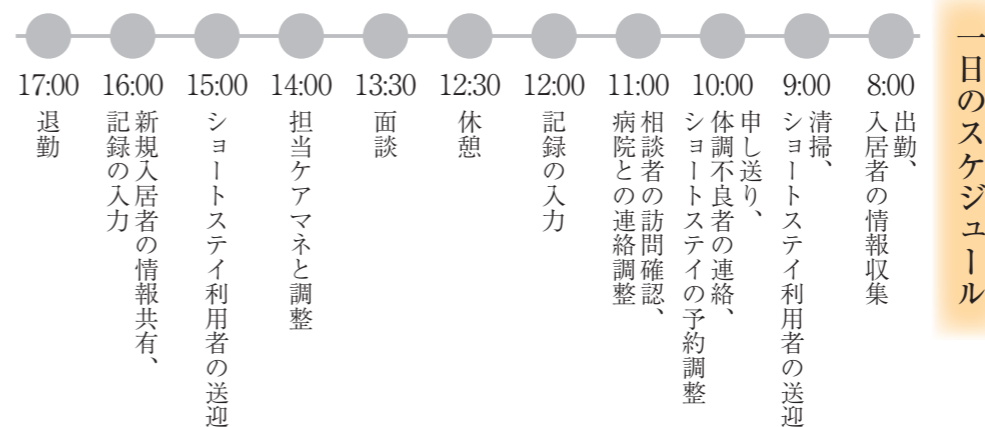 一日のスケジュール
8:00
出勤、
入居者の情報収集
9:00
清掃、
ショートステイ利用者の送迎
10:00
申し送り、
体調不良者の連絡、
ショートステイの予約調整
11:00
相談者の訪問確認、
病院との連絡調整
12:00
記録の入力
12:30
休憩
13:30
面談
14:00
担当ケアマネと調整
15:00
ショートステイ利用者の送迎
16:00
新規入居者の情報共有、
記録の入力
17:00
退勤